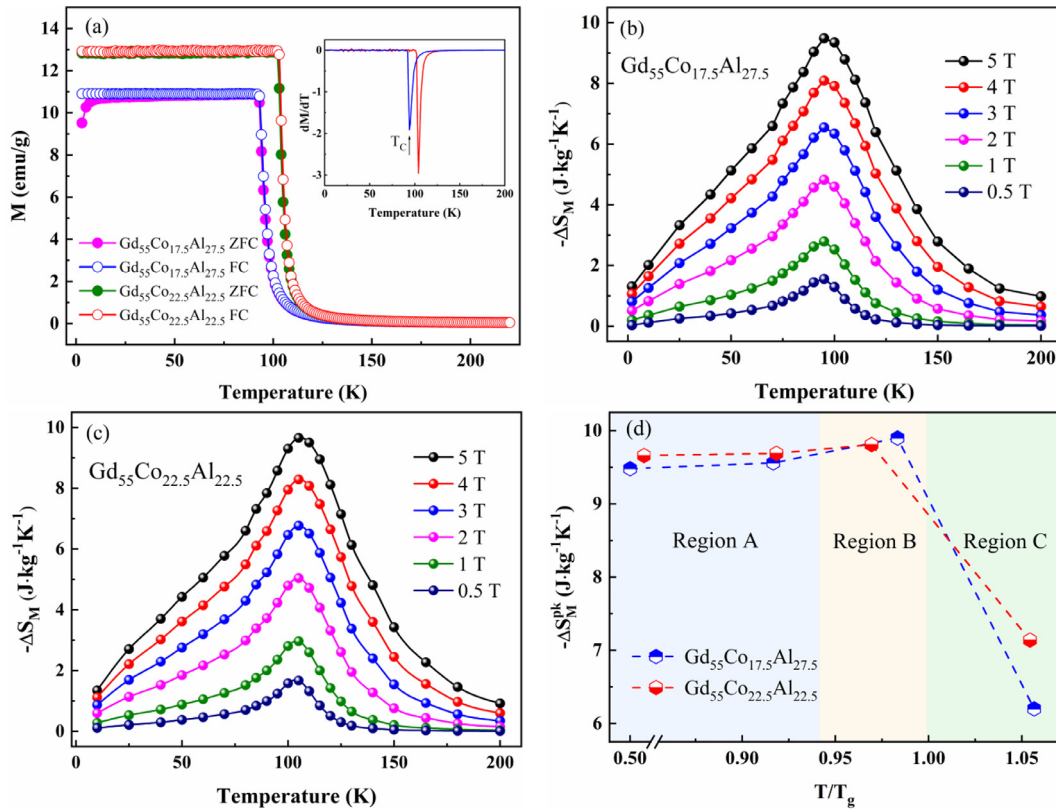 (a)
14
12
10
8
6
4
2
0
M (emu/g)
0 50 100 150 200
Temperature (K)
Gd₅₅Co₁₇.₅Al₂₇.₅ ZFC
Gd₅₅Co₁₇.₅Al₂₇.₅ FC
Gd₅₅Co₂₂.₅Al₂₂.₅ ZFC
Gd₅₅Co₂₂.₅Al₂₂.₅ FC
0
-1
-2
-3
dM/dT
T_C
0 50 100 150 200
Temperature (K)
(b)
Gd₅₅Co₁₇.₅Al₂₇.₅
5 T
4 T
3 T
2 T
1 T
0.5 T
10
8
6
4
2
0
-ΔS_M (J·kg⁻¹K⁻¹)
0 50 100 150 200
Temperature (K)
(c)
Gd₅₅Co₂₂.₅Al₂₂.₅
5 T
4 T
3 T
2 T
1 T
0.5 T
10
8
6
4
2
0
-ΔS_M (J·kg⁻¹K⁻¹)
0 50 100 150 200
Temperature (K)
(d)
10
9
8
7
6
-ΔS_M^pk (J·kg⁻¹K⁻¹)
Region A
Region B
Region C
Gd₅₅Co₁₇.₅Al₂₇.₅
Gd₅₅Co₂₂.₅Al₂₂.₅
0.50 0.90 0.95 1.00 1.05
T/T_g